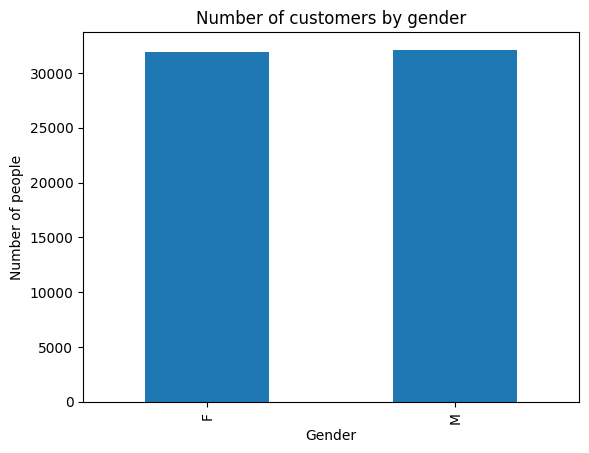 Number of customers by gender
Number of people
30000
25000
20000
15000
10000
5000
0
F
M
Gender